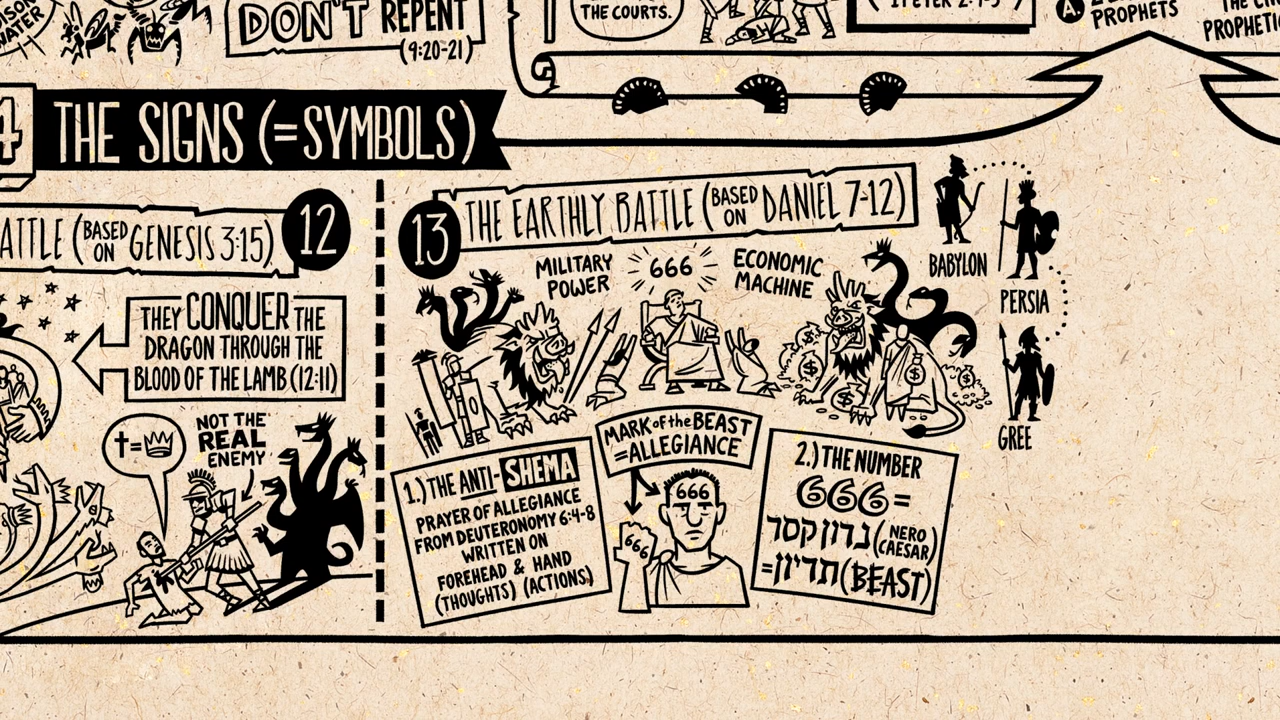 DON'T REPENT
(9:20-21)
THE COURTS.
A
PROPHETS
4
THE SIGNS (=SYMBOLS)
ATTLE (BASED ON GENESIS 3:15)
12
THEY CONQUER THE
DRAGON THROUGH THE
BLOOD OF THE LAMB (12:11)
NOT THE
REAL
ENEMY
13
THE EARTHLY BATTLE (BASED ON DANIEL 7-12)
MILITARY
POWER
666
ECONOMIC
MACHINE
BABYLON
PERSIA
GREE
MARK of the BEAST
=ALLEGIANCE
666
666
1.) THE ANTI-SHEMA
PRAYER OF ALLEGIANCE
FROM DEUTERONOMY 6:4-8
WRITTEN ON
FOREHEAD & HAND
(THOUGHTS) (ACTIONS)
2.) THE NUMBER
666=
נרון קסר (NERO CAESAR)
=תריון (BEAST)